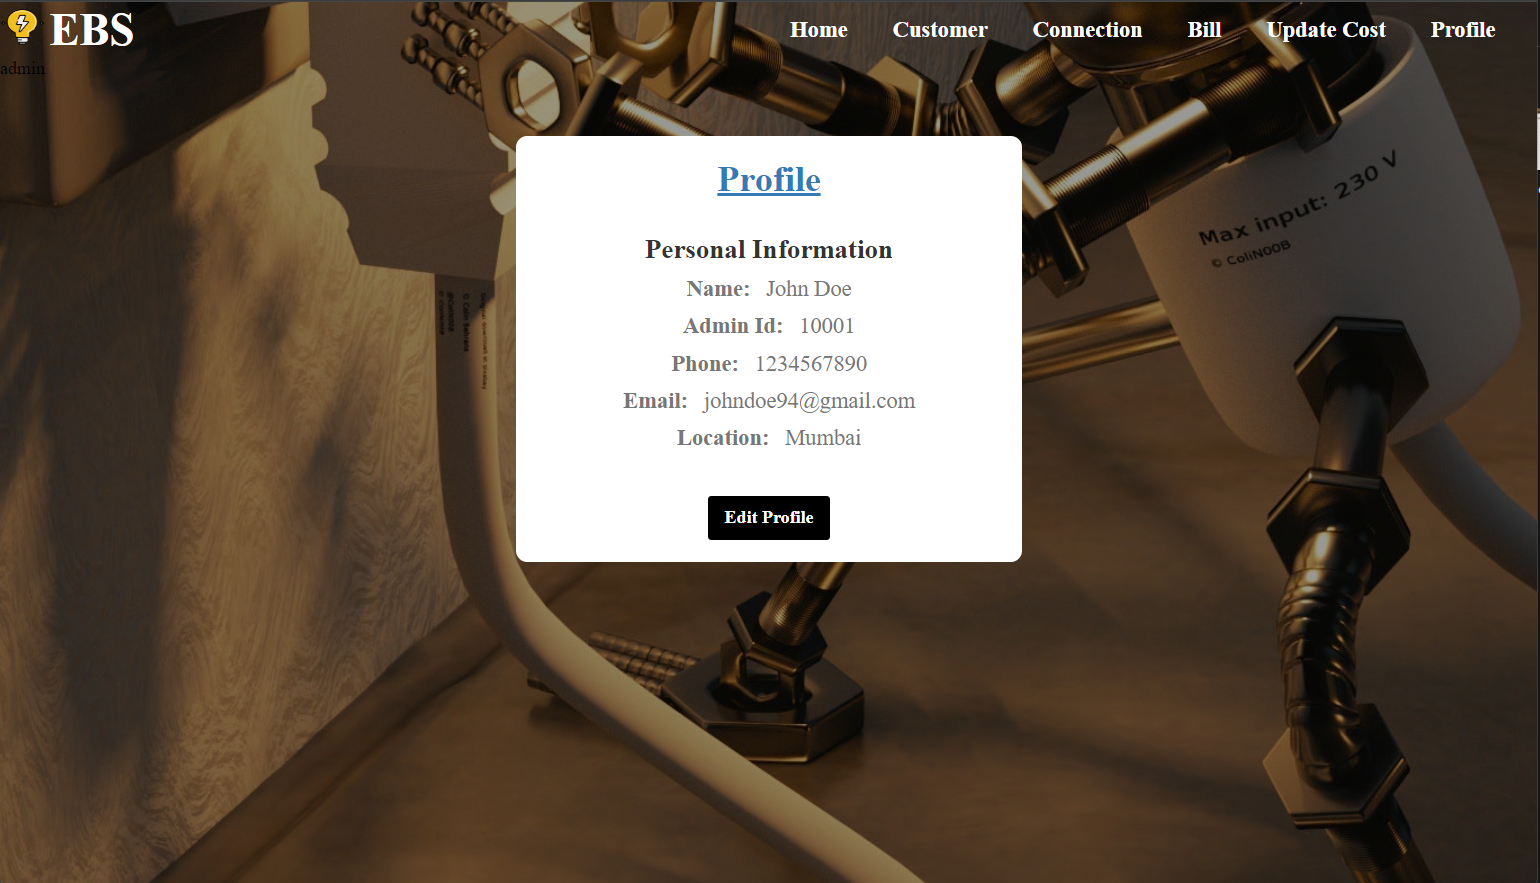 EBS
Home Customer Connection Bill Update Cost Profile
admin
Profile
Personal Information
Name: John Doe
Admin Id: 10001
Phone: 1234567890
Email: johndoe94@gmail.com
Location: Mumbai
Edit Profile
Max input: 230 V
© ColiN00B